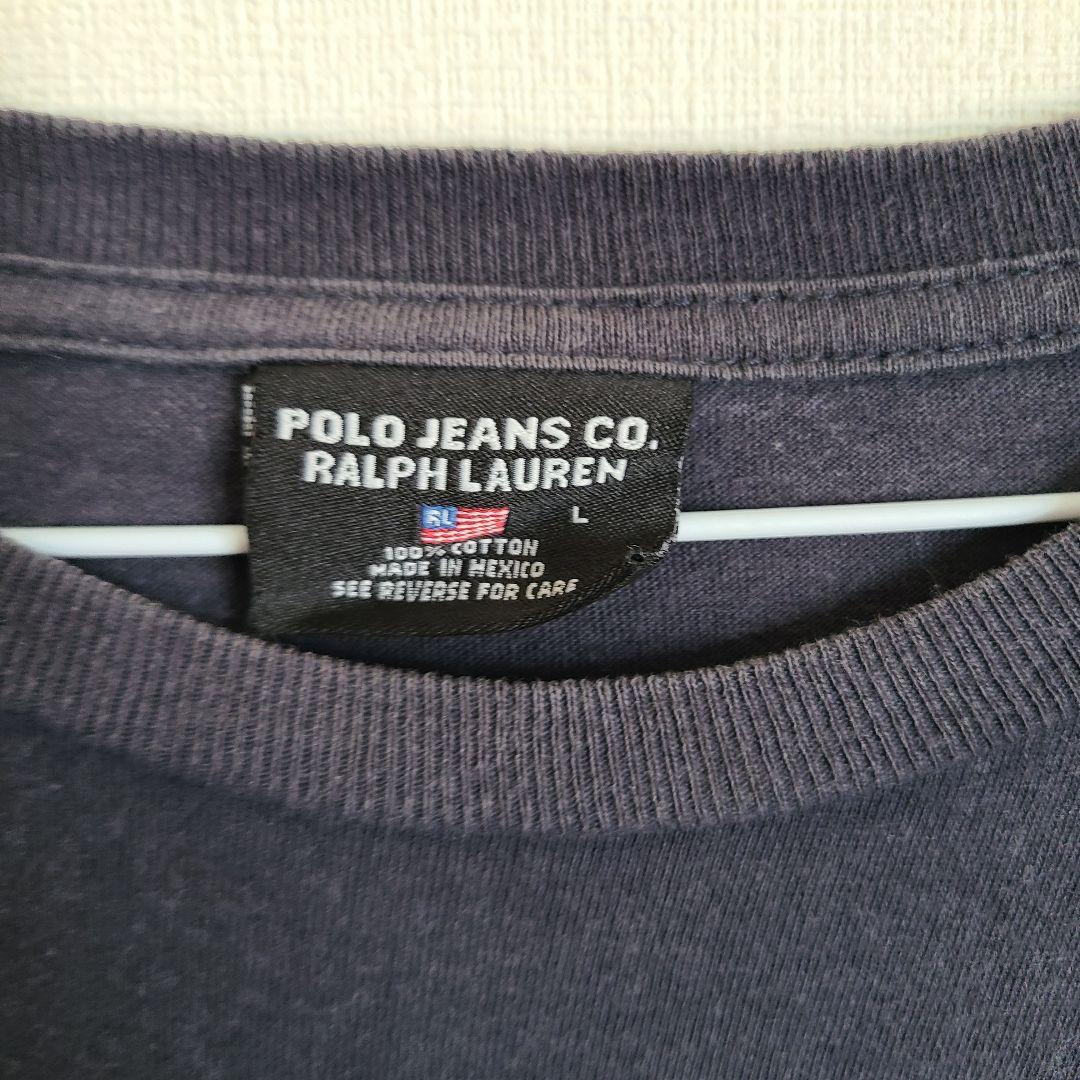 POLO JEANS CO.
RALPH LAUREN
RL L
100% COTTON
MADE IN MEXICO
SEE REVERSE FOR CARE